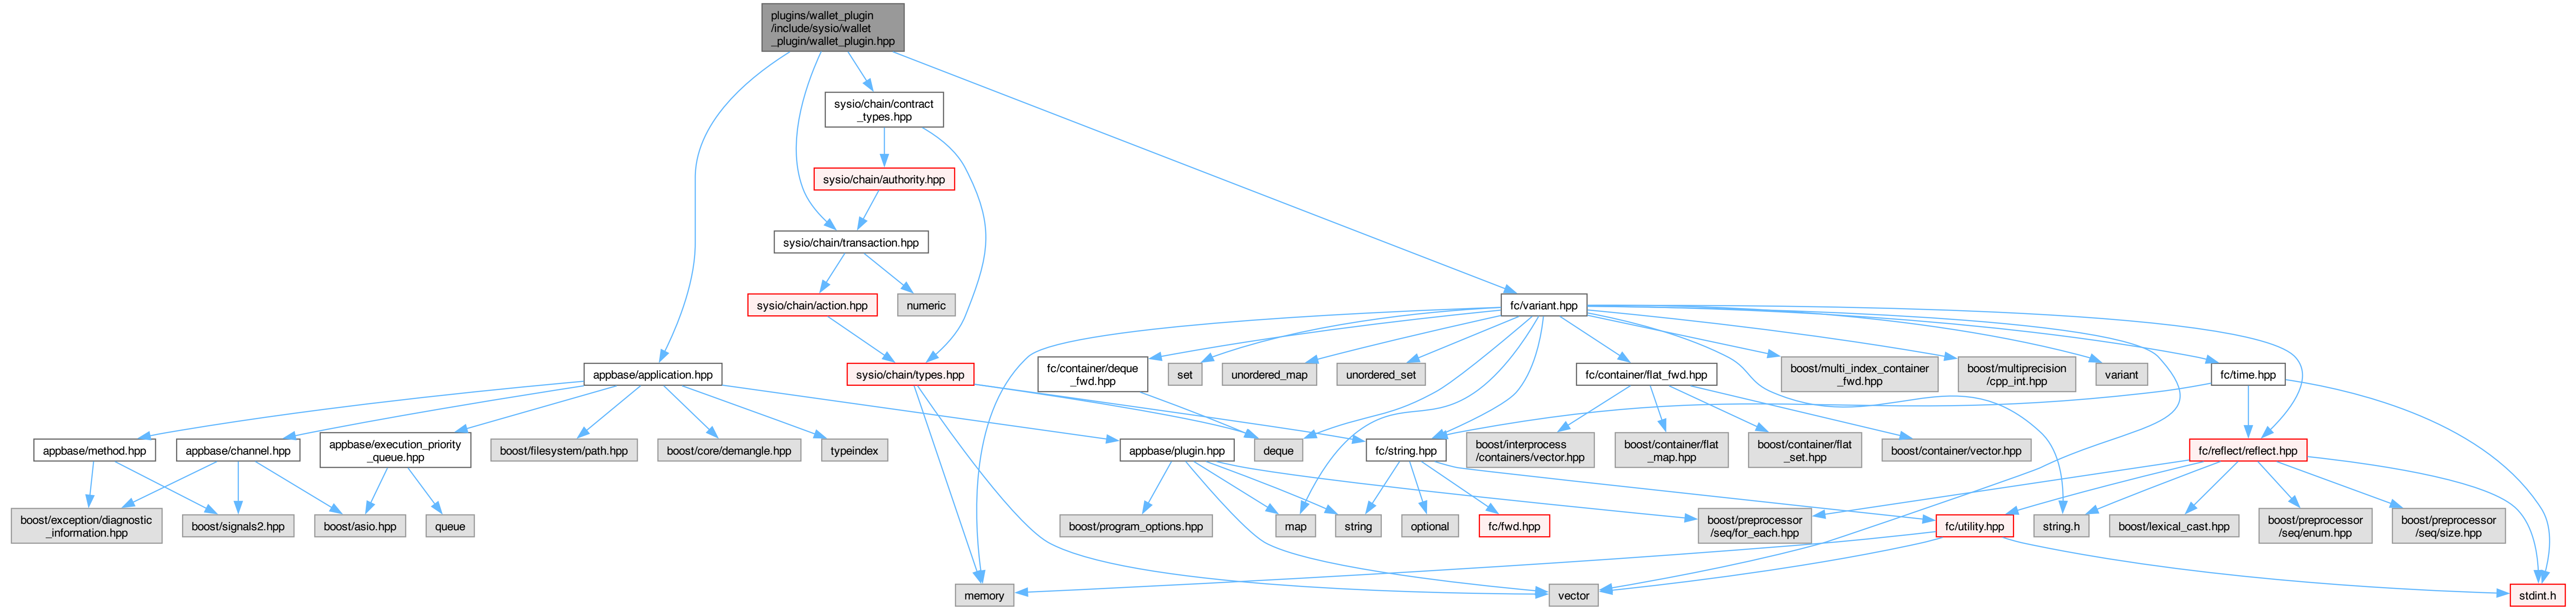 plugins/wallet_plugin
/include/sysio/wallet
_plugin/wallet_plugin.hpp
sysio/chain/contract
_types.hpp
sysio/chain/authority.hpp
sysio/chain/transaction.hpp
sysio/chain/action.hpp
numeric
fc/variant.hpp
appbase/application.hpp
sysio/chain/types.hpp
fc/container/deque
_fwd.hpp
set
unordered_map
unordered_set
fc/container/flat_fwd.hpp
boost/multi_index_container
_fwd.hpp
boost/multiprecision
/cpp_int.hpp
variant
fc/time.hpp
appbase/method.hpp
appbase/channel.hpp
appbase/execution_priority
_queue.hpp
boost/filesystem/path.hpp
boost/core/demangle.hpp
typeindex
appbase/plugin.hpp
deque
fc/string.hpp
boost/interprocess
/containers/vector.hpp
boost/container/flat
_map.hpp
boost/container/flat
_set.hpp
boost/container/vector.hpp
fc/reflect/reflect.hpp
boost/exception/diagnostic
_information.hpp
boost/signals2.hpp
boost/asio.hpp
queue
boost/program_options.hpp
map
string
optional
fc/fwd.hpp
boost/preprocessor
/seq/for_each.hpp
fc/utility.hpp
string.h
boost/lexical_cast.hpp
boost/preprocessor
/seq/enum.hpp
boost/preprocessor
/seq/size.hpp
memory
vector
stdint.h